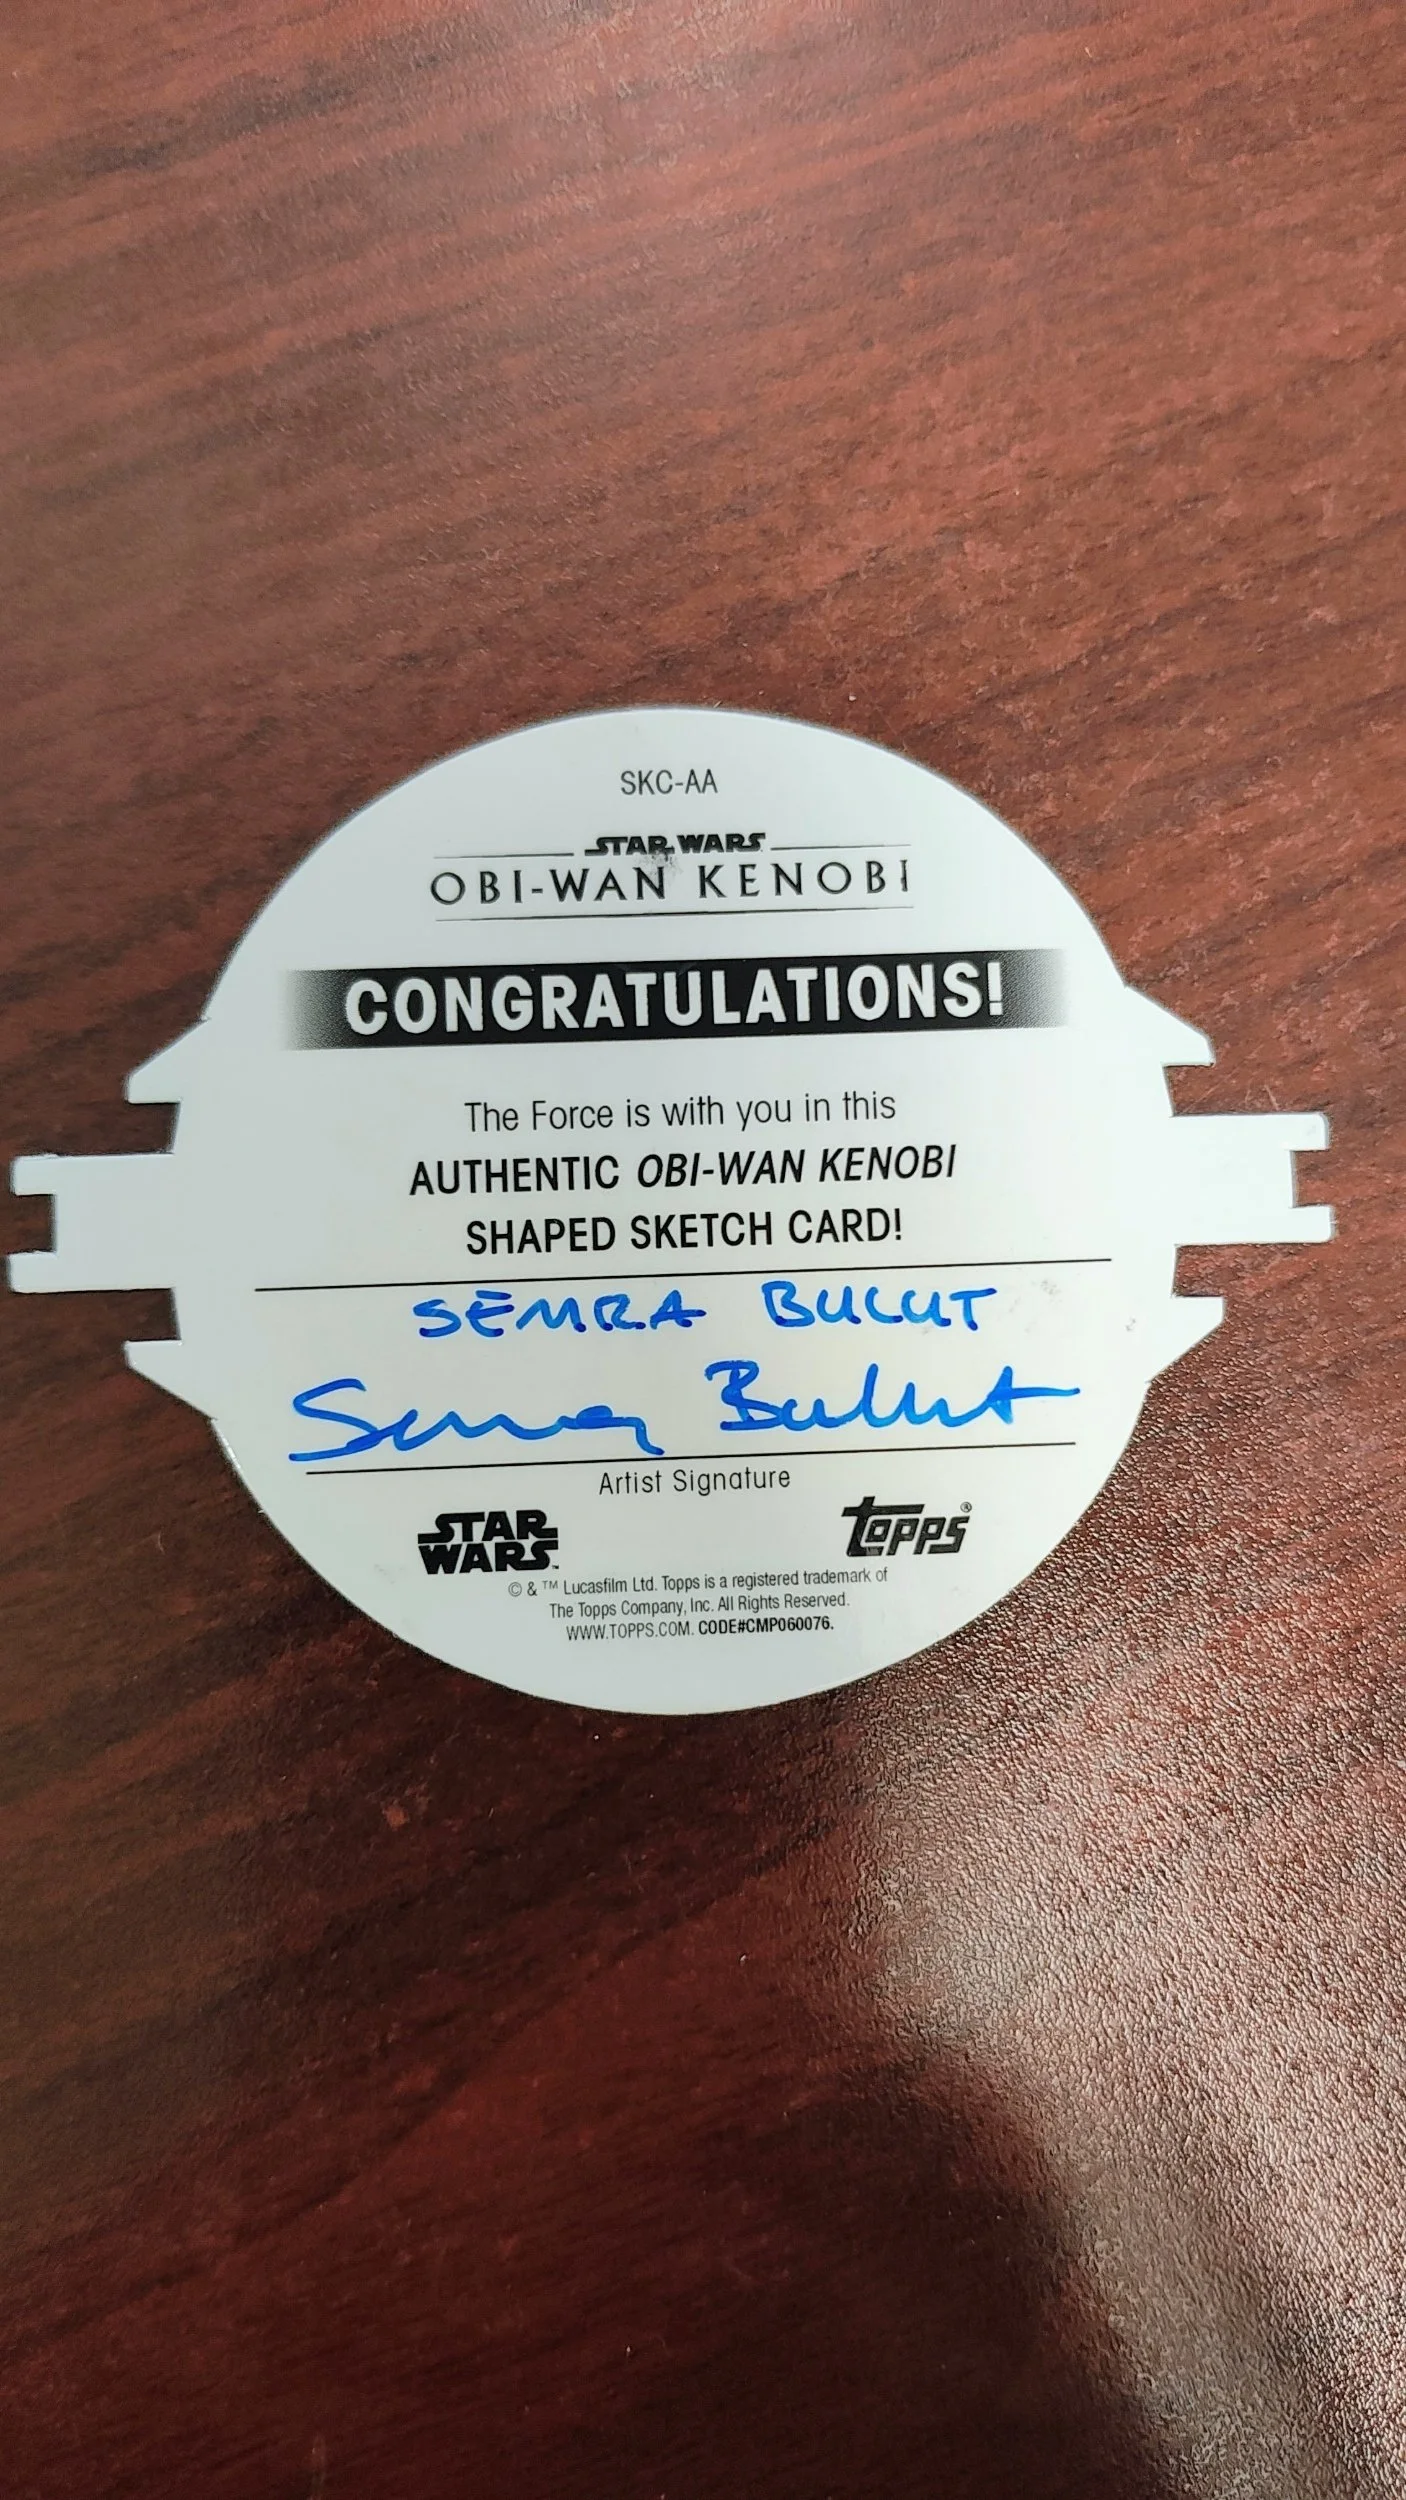 SKC-AA
STAR WARS
OBI-WAN KENOBI
CONGRATULATIONS!
The Force is with you in this
AUTHENTIC OBI-WAN KENOBI
SHAPED SKETCH CARD!
SEMRA BULUT
Semra Bulut
Artist Signature
STAR WARS™
Topps®
© & ™ Lucasfilm Ltd. Topps is a registered trademark of
The Topps Company, Inc. All Rights Reserved.
WWW.TOPPS.COM. CODE#CMP060076.